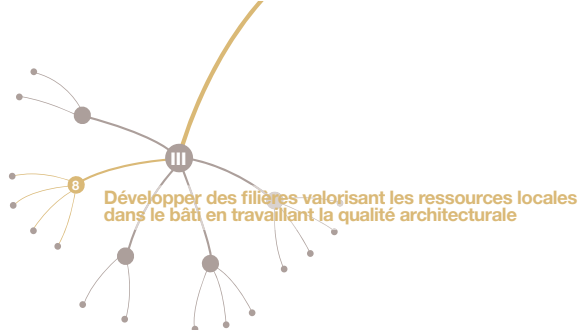 III
8
Développer des filières valorisant les ressources locales
dans le bâti en travaillant la qualité architecturale